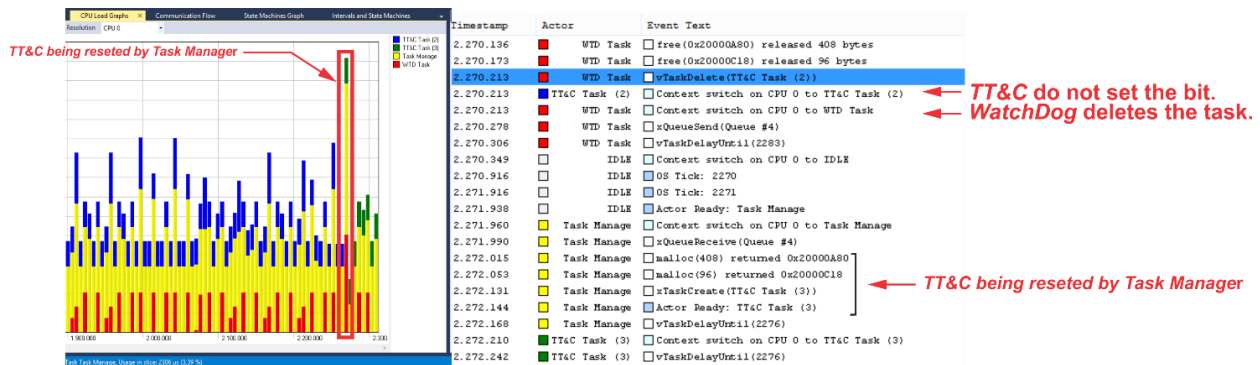 CPU Load Graphs × Communication Flow State Machines Graph Intervals and State Machines
Resolution CPU 0
TT&C Task (2)
TT&C Task (3)
Task Manage
WTD Task
TT&C being reseted by Task Manager
1.900.000 2.000.000 2.100.000 2.200.000 2.300.
Task Task Manage, Usage in slice: 2306 us (3.39 %)
Timestamp Actor Event Text
2.270.136 WTD Task free(0x20000A80) released 408 bytes
2.270.173 WTD Task free(0x20000C18) released 96 bytes
2.270.213 WTD Task vTaskDelete(TT&C Task (2))
2.270.213 TT&C Task (2) Context switch on CPU 0 to TT&C Task (2)
2.270.213 WTD Task Context switch on CPU 0 to WTD Task
2.270.278 WTD Task xQueueSend(Queue #4)
2.270.306 WTD Task vTaskDelayUntil(2283)
2.270.349 IDLE Context switch on CPU 0 to IDLE
2.270.916 IDLE OS Tick: 2270
2.271.916 IDLE OS Tick: 2271
2.271.938 IDLE Actor Ready: Task Manage
2.271.960 Task Manage Context switch on CPU 0 to Task Manage
2.271.990 Task Manage xQueueReceive(Queue #4)
2.272.015 Task Manage malloc(408) returned 0x20000A80
2.272.053 Task Manage malloc(96) returned 0x20000C18
2.272.131 Task Manage xTaskCreate(TT&C Task (3))
2.272.144 Task Manage Actor Ready: TT&C Task (3)
2.272.168 Task Manage vTaskDelayUntil(2276)
2.272.210 TT&C Task (3) Context switch on CPU 0 to TT&C Task (3)
2.272.242 TT&C Task (3) vTaskDelayUntil(2276)
TT&C do not set the bit.
WatchDog deletes the task.
TT&C being reseted by Task Manager